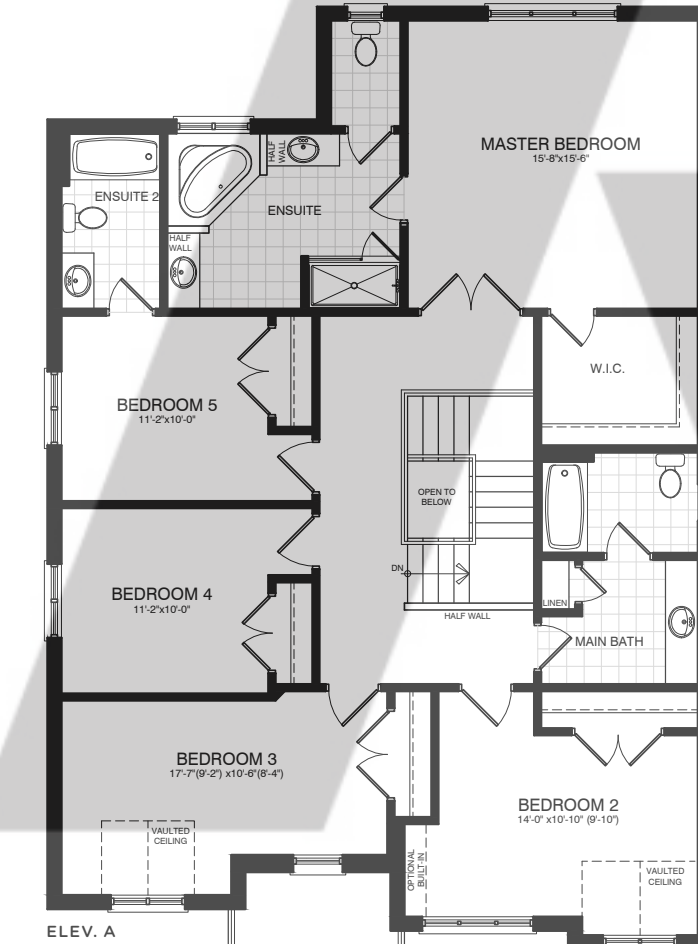 MASTER BEDROOM
15'-8"x15'-6"
HALF
WALL
ENSUITE 2
ENSUITE
HALF
WALL
W.I.C.
BEDROOM 5
11'-2"x10'-0"
OPEN TO
BELOW
DN
BEDROOM 4
11'-2"x10'-0"
LINEN
HALF WALL
MAIN BATH
BEDROOM 3
17'-7"(9'-2") x10'-6"(8'-4")
BEDROOM 2
14'-0" x10'-10" (9'-10")
VAULTED
CEILING
OPTIONAL
BUILT-IN
VAULTED
CEILING
ELEV. A